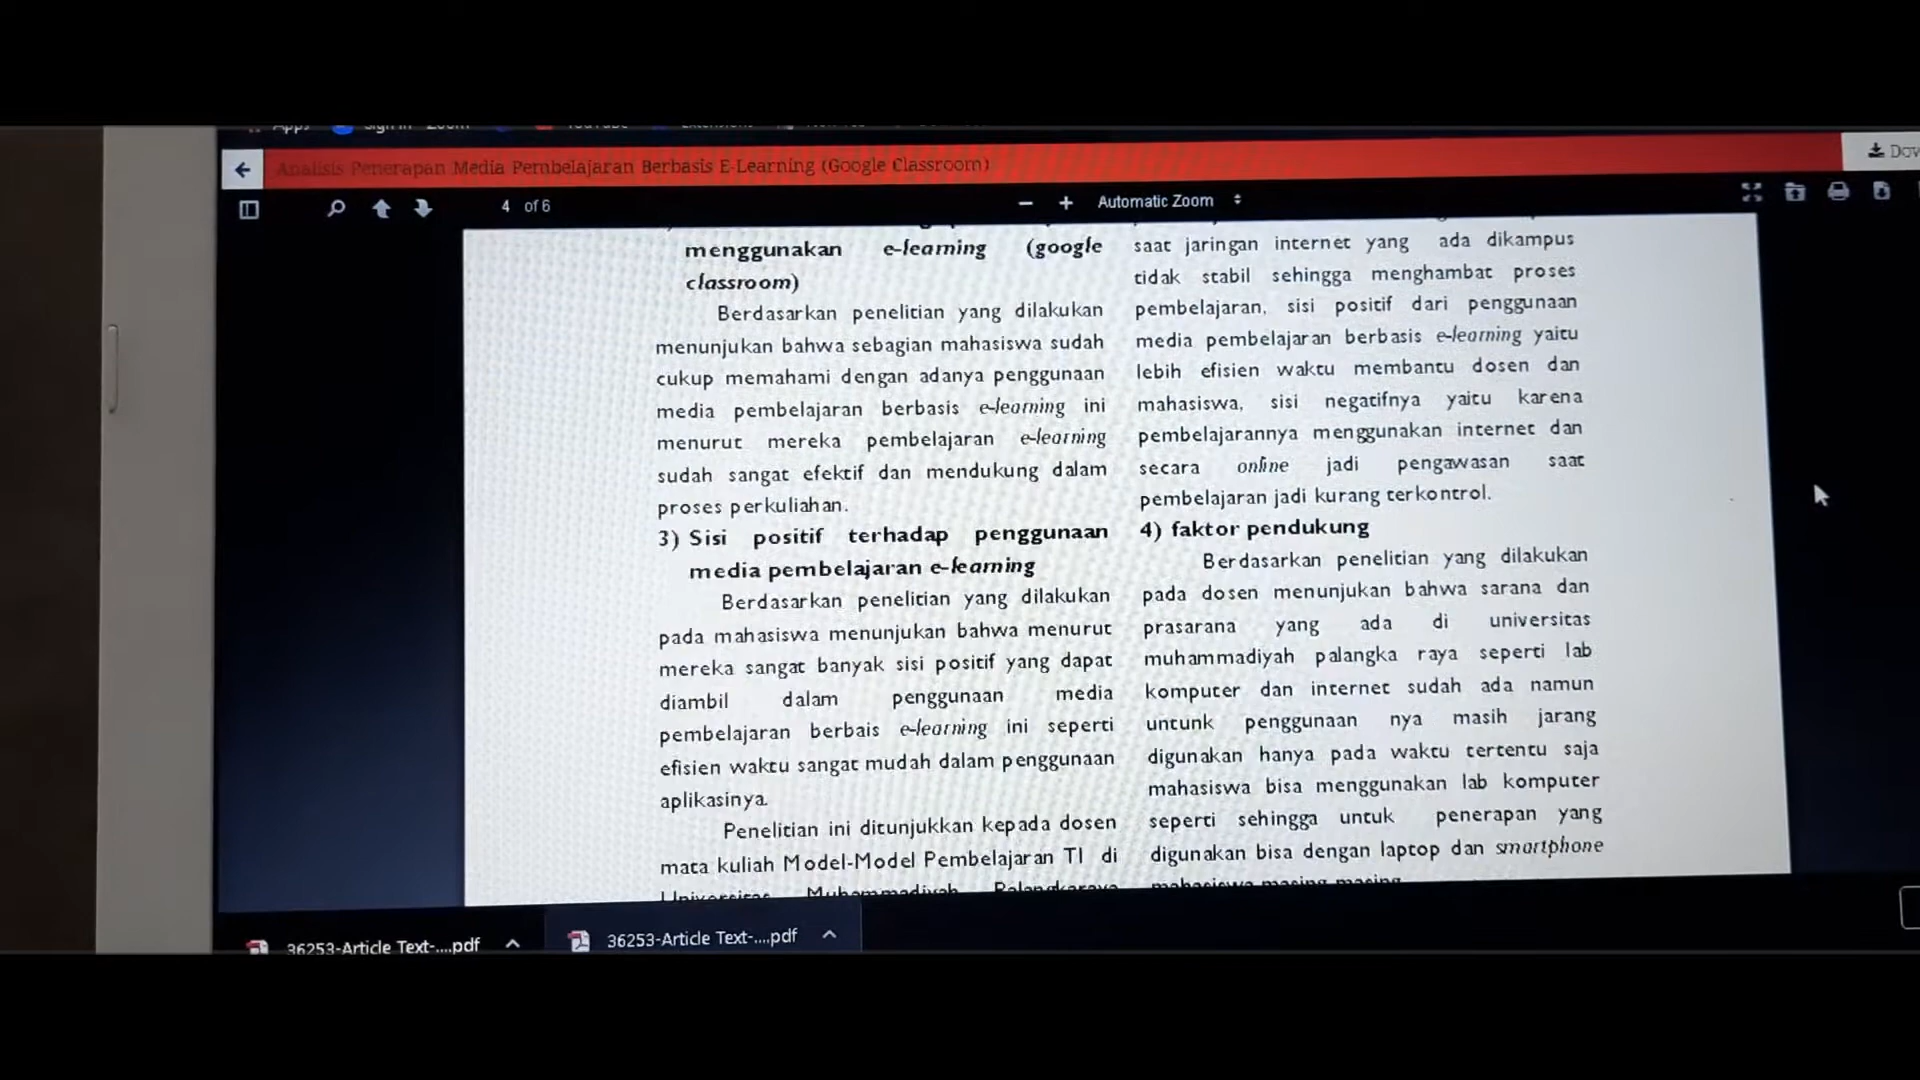 Apps
Analisis Penerapan Media Pembelajaran Berbasis E-Learning (Google Classroom)
4 of 6
Automatic Zoom
menggunakan e-learning (google
classroom)
Berdasarkan penelitian yang dilakukan
menunjukan bahwa sebagian mahasiswa sudah
cukup memahami dengan adanya penggunaan
media pembelajaran berbasis e-learning ini
menurut mereka pembelajaran e-learning
sudah sangat efektif dan mendukung dalam
proses perkuliahan.
3) Sisi positif terhadap penggunaan
media pembelajaran e-learning
Berdasarkan penelitian yang dilakukan
pada mahasiswa menunjukan bahwa menurut
mereka sangat banyak sisi positif yang dapat
diambil dalam penggunaan media
pembelajaran berbais e-learning ini seperti
efisien waktu sangat mudah dalam penggunaan
aplikasinya.
Penelitian ini ditunjukkan kepada dosen
mata kuliah Model-Model Pembelajaran TI di
Universitas Muhammadiyah Palangkaraya
saat jaringan internet yang ada dikampus
tidak stabil sehingga menghambat proses
pembelajaran, sisi positif dari penggunaan
media pembelajaran berbasis e-learning yaitu
lebih efisien waktu membantu dosen dan
mahasiswa, sisi negatifnya yaitu karena
pembelajarannya menggunakan internet dan
secara online jadi pengawasan saat
pembelajaran jadi kurang terkontrol.
4) faktor pendukung
Berdasarkan penelitian yang dilakukan
pada dosen menunjukan bahwa sarana dan
prasarana yang ada di universitas
muhammadiyah palangka raya seperti lab
komputer dan internet sudah ada namun
untunk penggunaan nya masih jarang
digunakan hanya pada waktu tertentu saja
mahasiswa bisa menggunakan lab komputer
seperti sehingga untuk penerapan yang
digunakan bisa dengan laptop dan smartphone
mahasiswa masing masing.
36253-Article Text-....pdf
36253-Article Text-....pdf